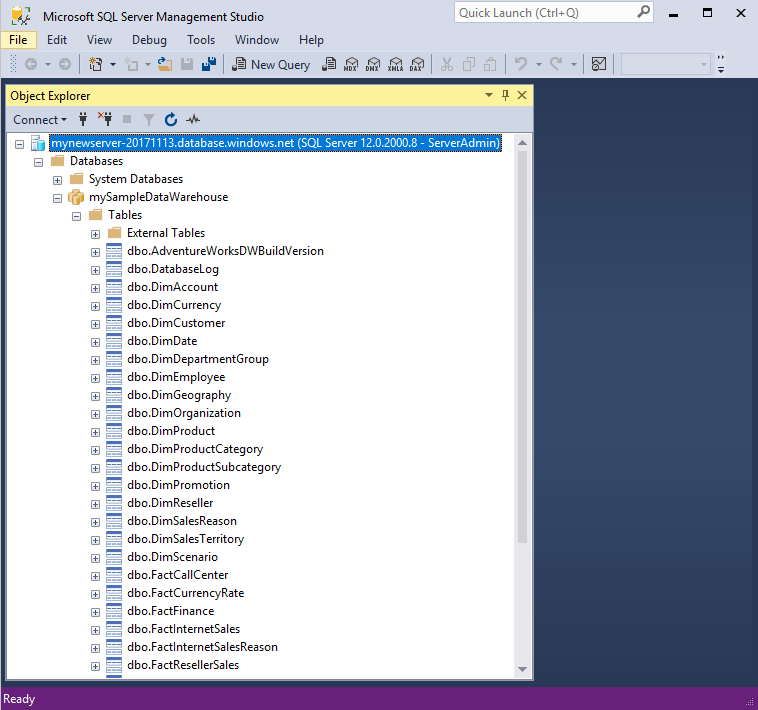 Microsoft SQL Server Management Studio
Quick Launch (Ctrl+Q)
File Edit View Debug Tools Window Help
New Query MDX DMX XMLA DAX
Object Explorer
Connect
mynewserver-20171113.database.windows.net (SQL Server 12.0.2000.8 - ServerAdmin)
Databases
System Databases
mySampleDataWarehouse
Tables
External Tables
dbo.AdventureWorksDWBuildVersion
dbo.DatabaseLog
dbo.DimAccount
dbo.DimCurrency
dbo.DimCustomer
dbo.DimDate
dbo.DimDepartmentGroup
dbo.DimEmployee
dbo.DimGeography
dbo.DimOrganization
dbo.DimProduct
dbo.DimProductCategory
dbo.DimProductSubcategory
dbo.DimPromotion
dbo.DimReseller
dbo.DimSalesReason
dbo.DimSalesTerritory
dbo.DimScenario
dbo.FactCallCenter
dbo.FactCurrencyRate
dbo.FactFinance
dbo.FactInternetSales
dbo.FactInternetSalesReason
dbo.FactResellerSales
Ready